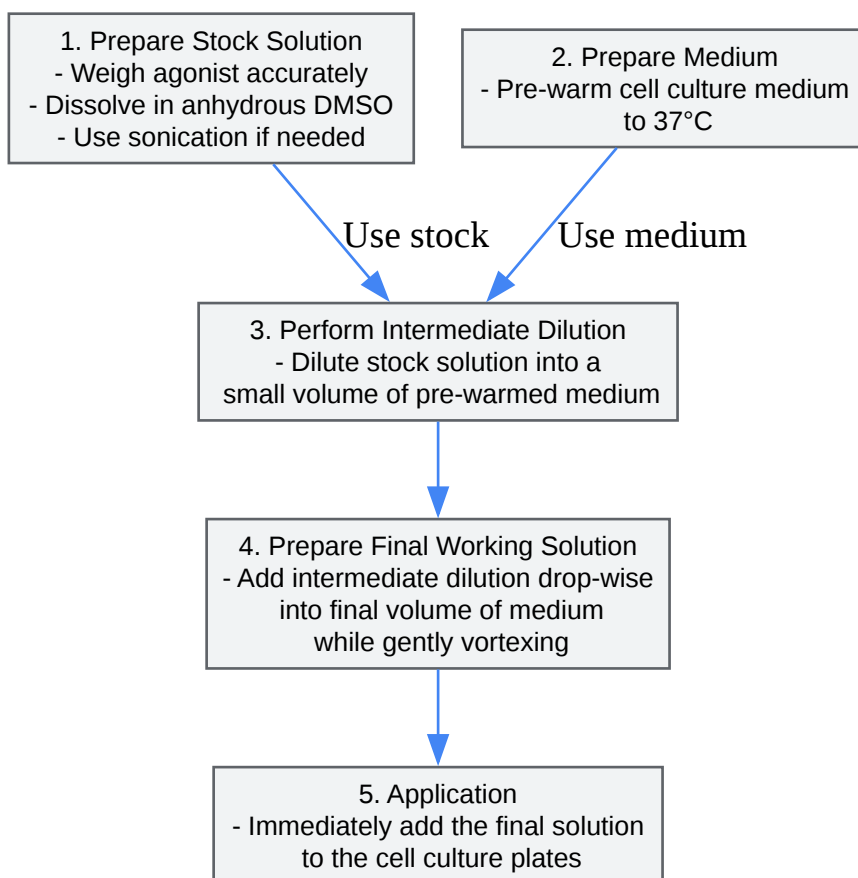 1. Prepare Stock Solution
- Weigh agonist accurately
- Dissolve in anhydrous DMSO
- Use sonication if needed
2. Prepare Medium
- Pre-warm cell culture medium
to 37°C
Use stock
Use medium
3. Perform Intermediate Dilution
- Dilute stock solution into a
small volume of pre-warmed medium
4. Prepare Final Working Solution
- Add intermediate dilution drop-wise
into final volume of medium
while gently vortexing
5. Application
- Immediately add the final solution
to the cell culture plates